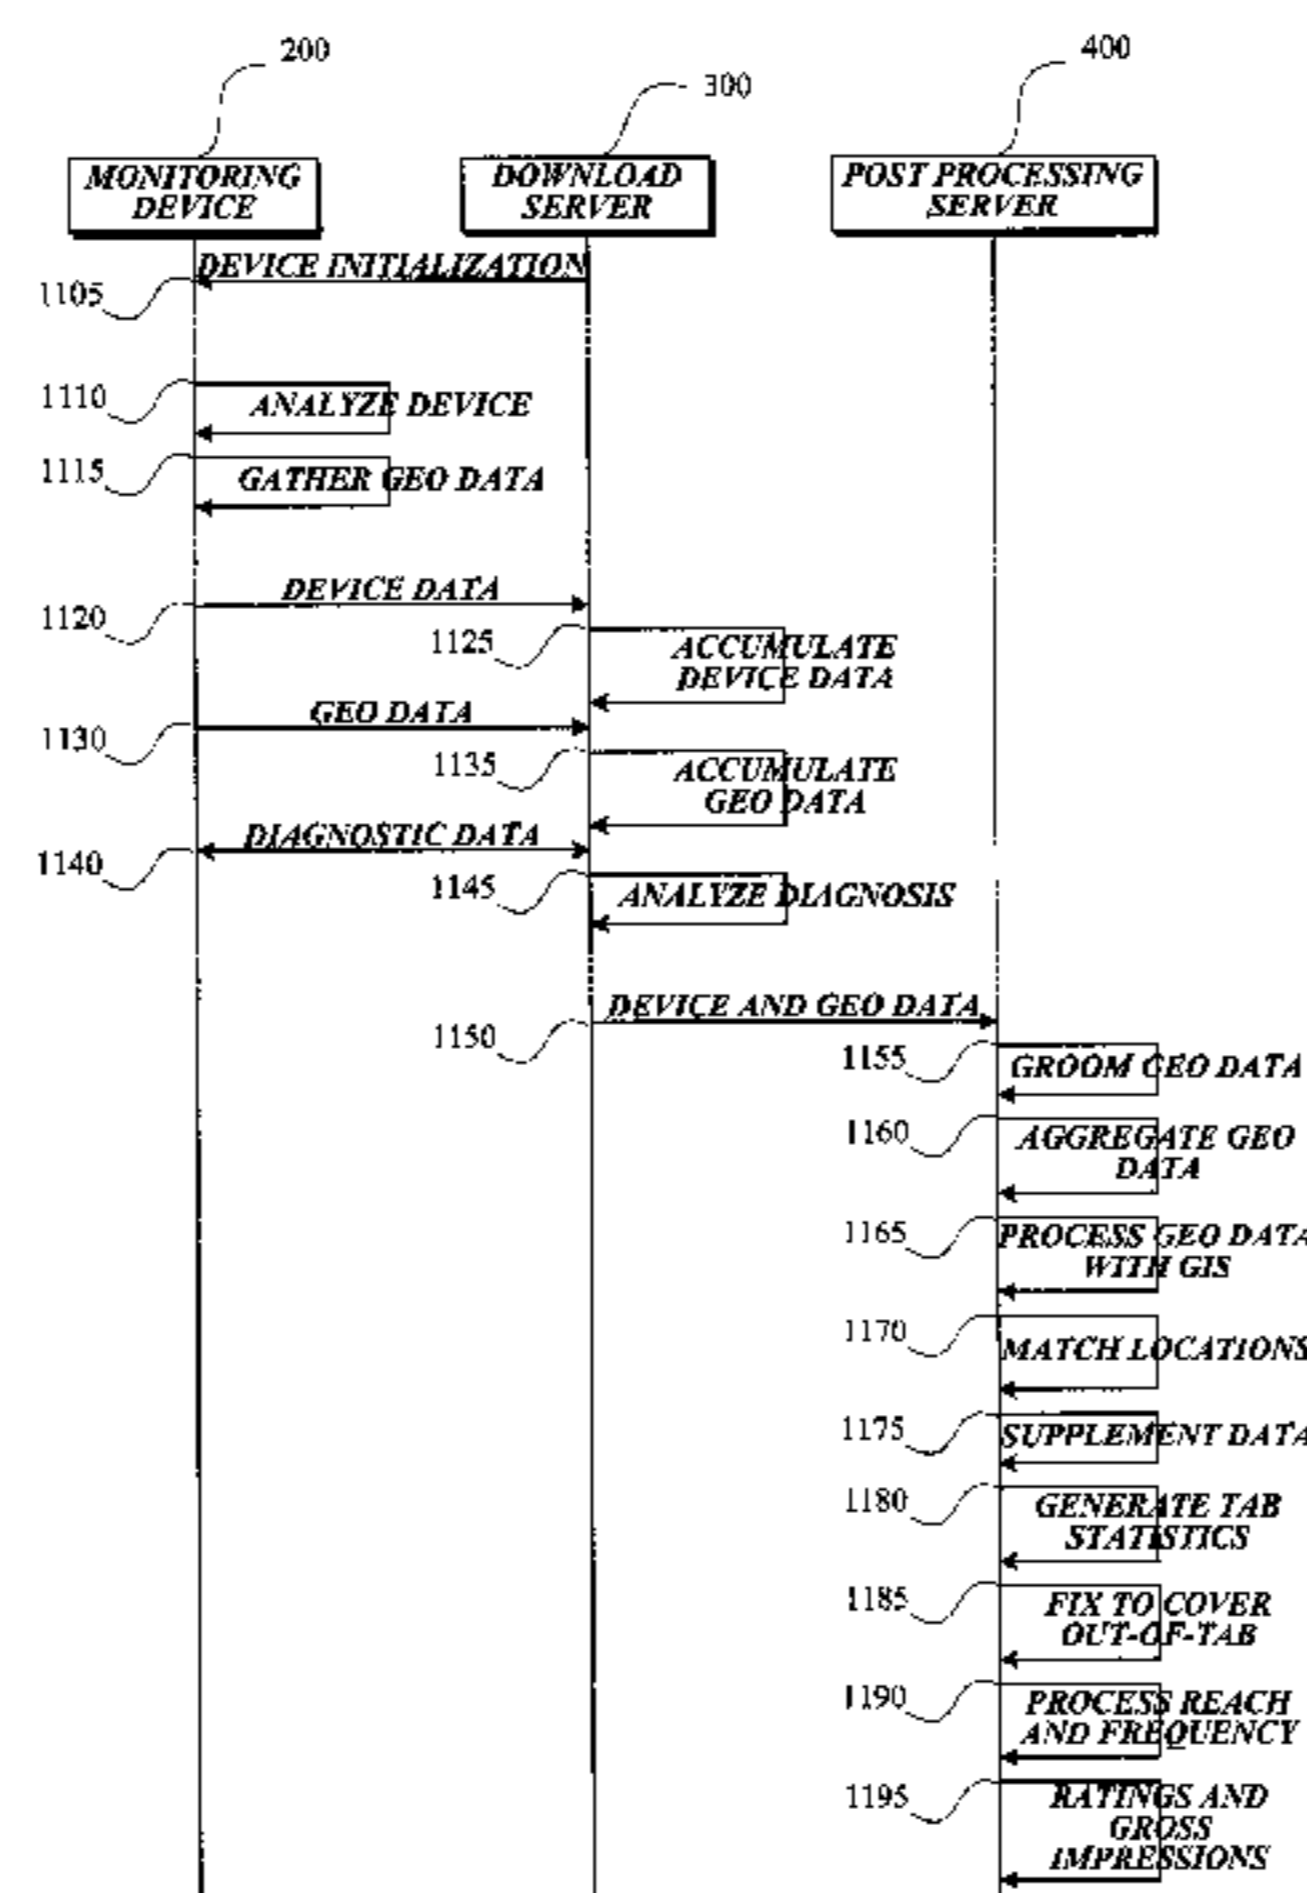 200
300
400
MONITORING
DEVICE
DOWNLOAD
SERVER
POST PROCESSING
SERVER
DEVICE INITIALIZATION
1105
1110
ANALYZE DEVICE
1115
GATHER GEO DATA
DEVICE DATA
1120
1125
ACCUMULATE
DEVICE DATA
GEO DATA
1130
1135
ACCUMULATE
GEO DATA
DIAGNOSTIC DATA
1140
1145
ANALYZE DIAGNOSIS
DEVICE AND GEO DATA
1150
1155
GROOM GEO DATA
1160
AGGREGATE GEO
DATA
1165
PROCESS GEO DATA
WITH GIS
1170
MATCH LOCATIONS
1175
SUPPLEMENT DATA
1180
GENERATE TAB
STATISTICS
1185
FIX TO COVER
OUT-OF-TAB
1190
PROCESS REACH
AND FREQUENCY
1195
RATINGS AND
GROSS
IMPRESSIONS